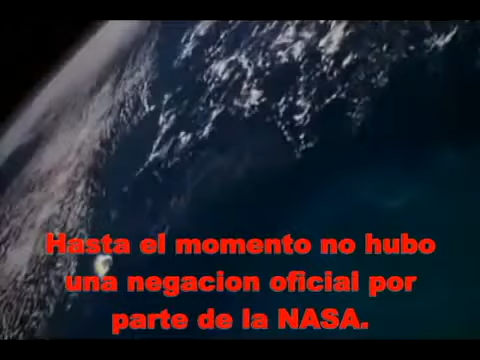 Hasta el momento no hubo
una negacion oficial por
parte de la NASA.